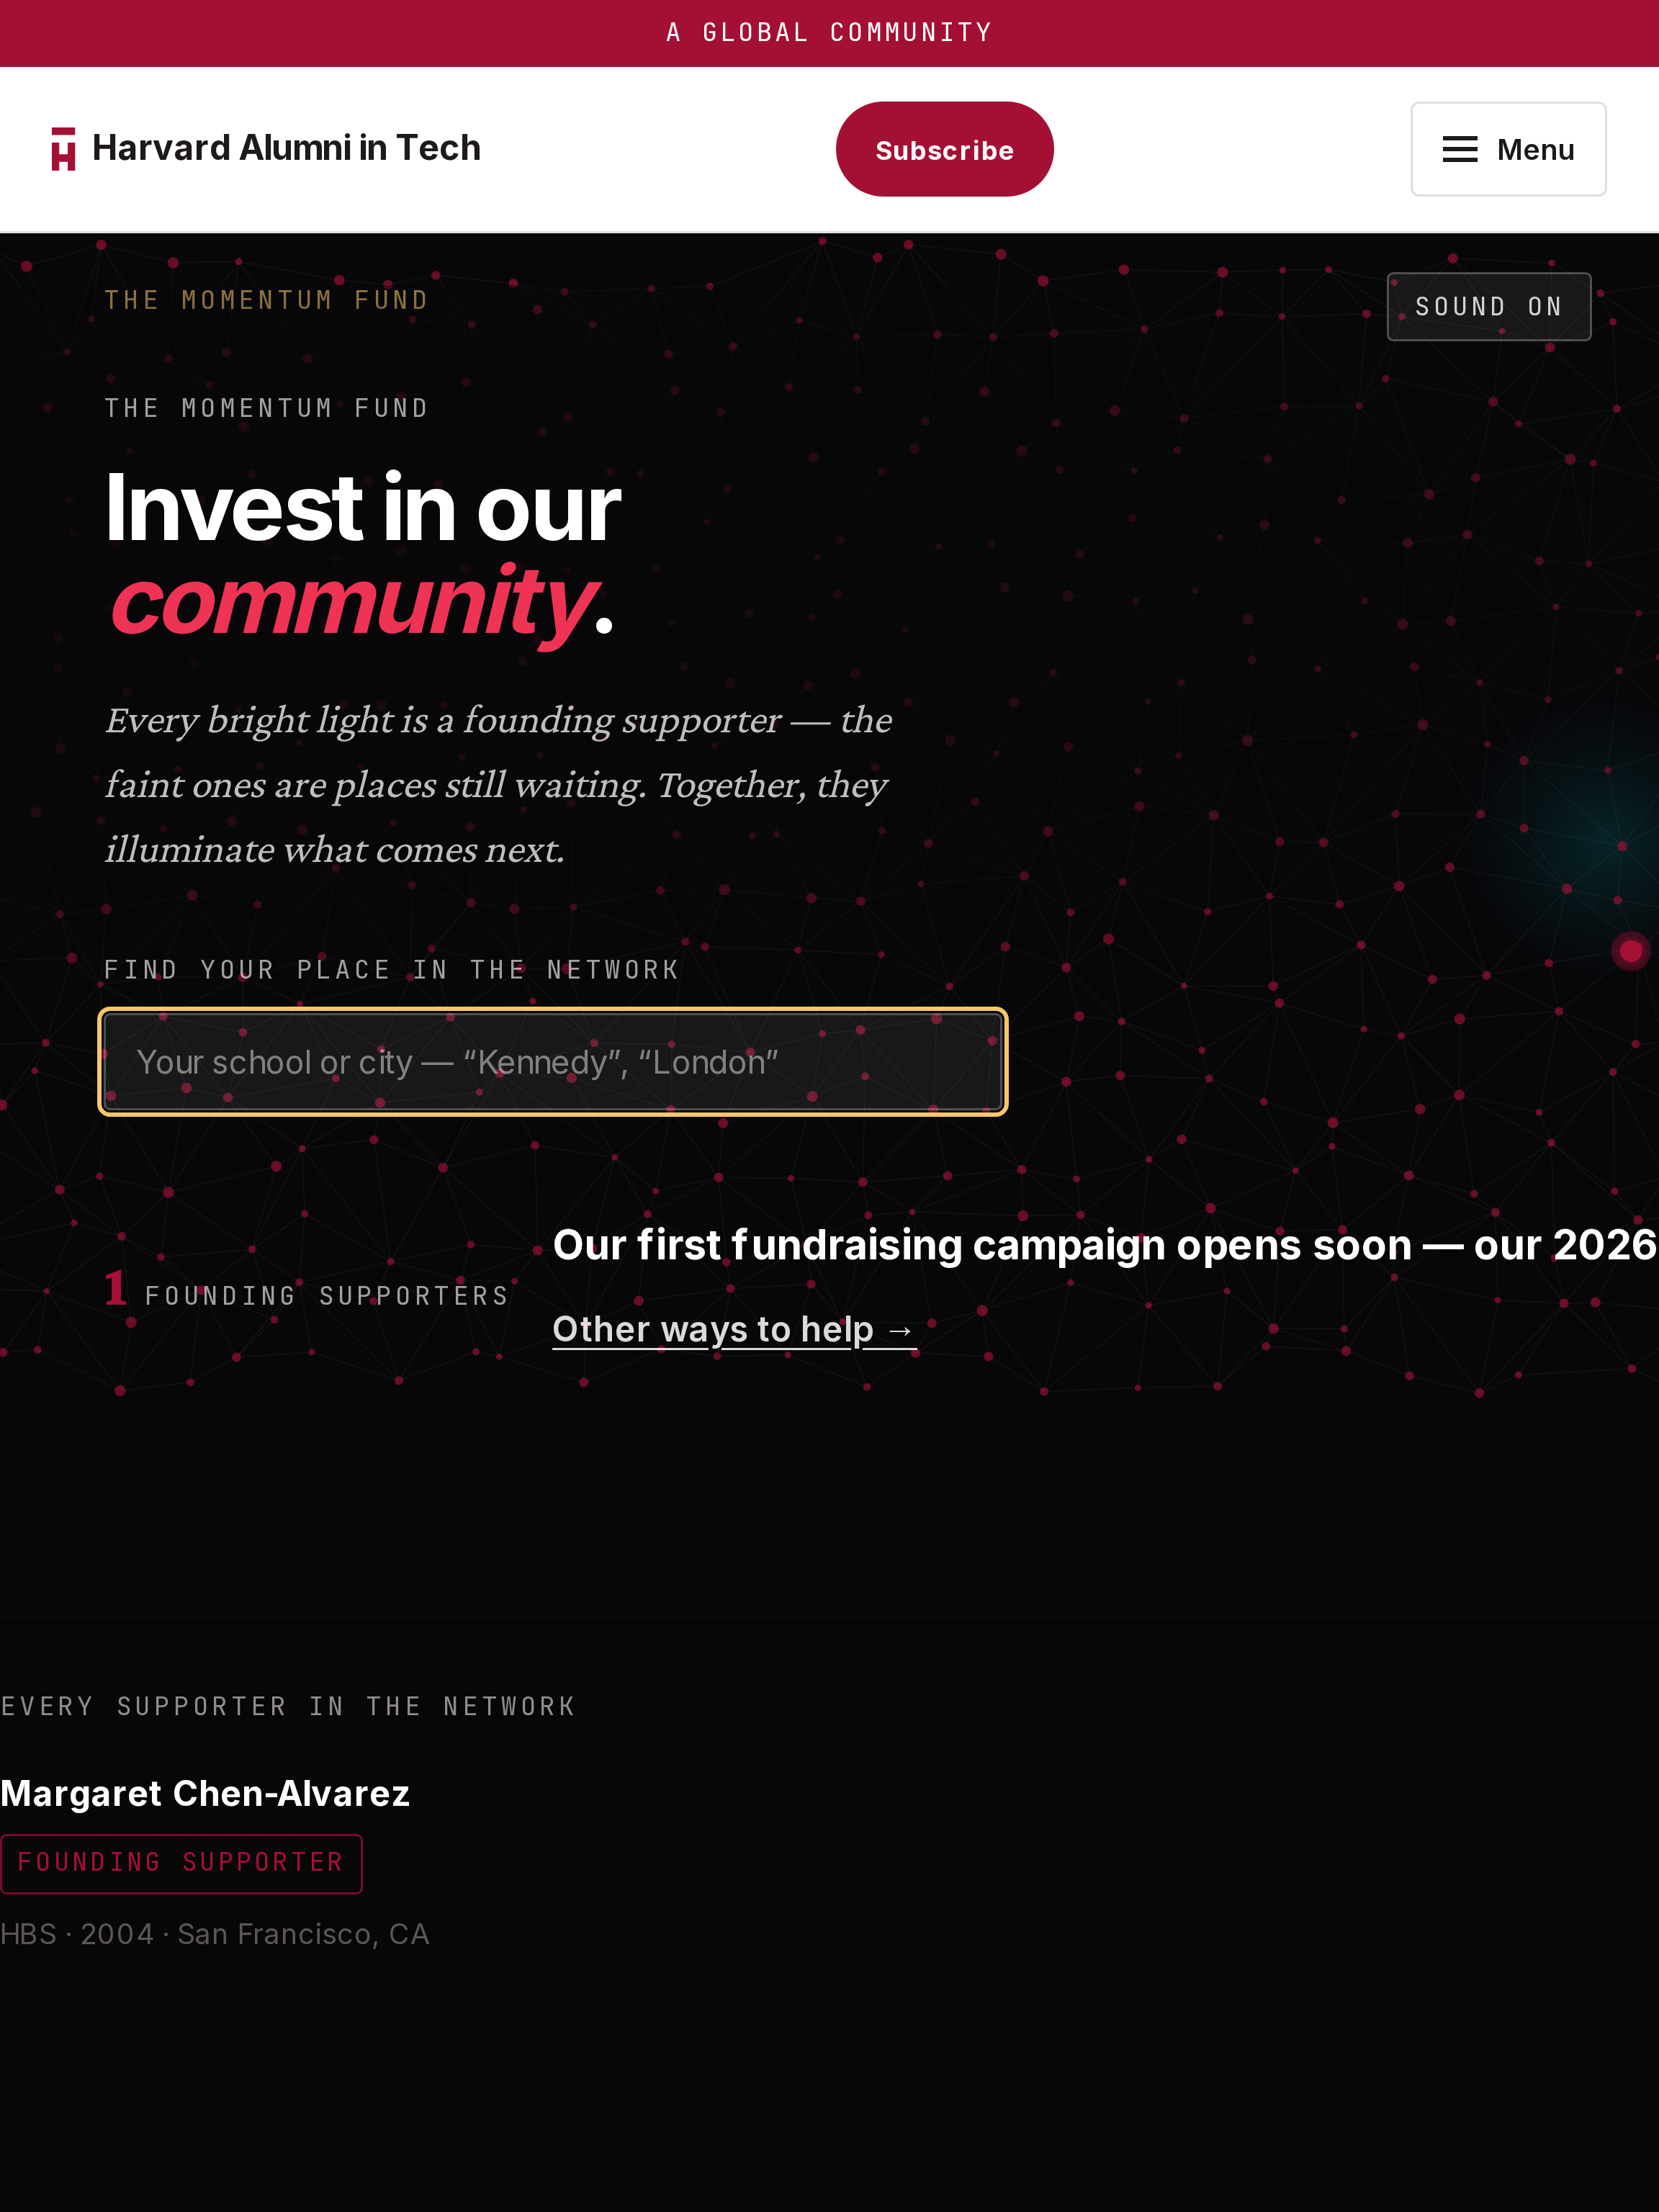 A GLOBAL COMMUNITY
Harvard Alumni in Tech
Subscribe
Menu
THE MOMENTUM FUND
SOUND ON
THE MOMENTUM FUND
Invest in our
community.
Every bright light is a founding supporter — the
faint ones are places still waiting. Together, they
illuminate what comes next.
FIND YOUR PLACE IN THE NETWORK
Your school or city — “Kennedy”, “London”
Our first fundraising campaign opens soon — our 2026
1 FOUNDING SUPPORTERS
Other ways to help →
EVERY SUPPORTER IN THE NETWORK
Margaret Chen-Alvarez
FOUNDING SUPPORTER
HBS · 2004 · San Francisco, CA